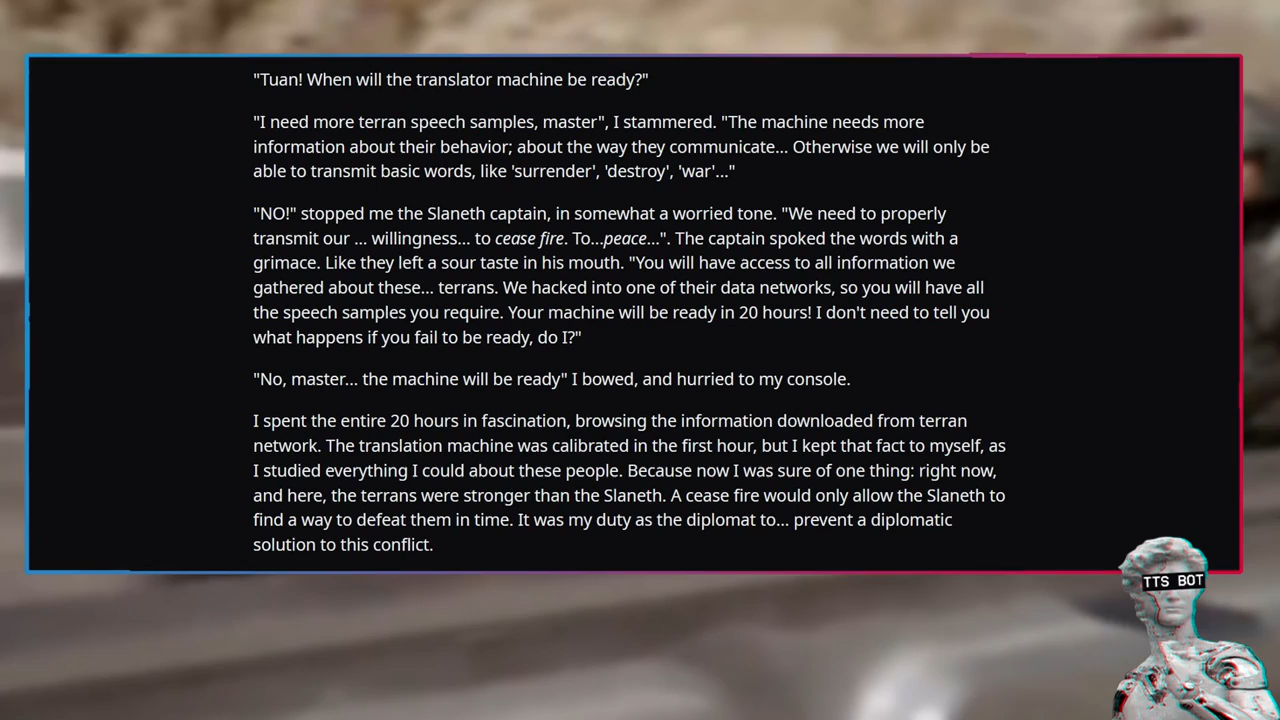 "Tuan! When will the translator machine be ready?"
"I need more terran speech samples, master", I stammered. "The machine needs more
information about their behavior; about the way they communicate... Otherwise we will only be
able to transmit basic words, like 'surrender', 'destroy', 'war'..."
"NO!" stopped me the Slaneth captain, in somewhat a worried tone. "We need to properly
transmit our ... willingness... to cease fire. To...peace...". The captain spoked the words with a
grimace. Like they left a sour taste in his mouth. "You will have access to all information we
gathered about these... terrans. We hacked into one of their data networks, so you will have all
the speech samples you require. Your machine will be ready in 20 hours! I don't need to tell you
what happens if you fail to be ready, do I?"
"No, master... the machine will be ready" I bowed, and hurried to my console.
I spent the entire 20 hours in fascination, browsing the information downloaded from terran
network. The translation machine was calibrated in the first hour, but I kept that fact to myself, as
I studied everything I could about these people. Because now I was sure of one thing: right now,
and here, the terrans were stronger than the Slaneth. A cease fire would only allow the Slaneth to
find a way to defeat them in time. It was my duty as the diplomat to... prevent a diplomatic
solution to this conflict.
TTS BOT